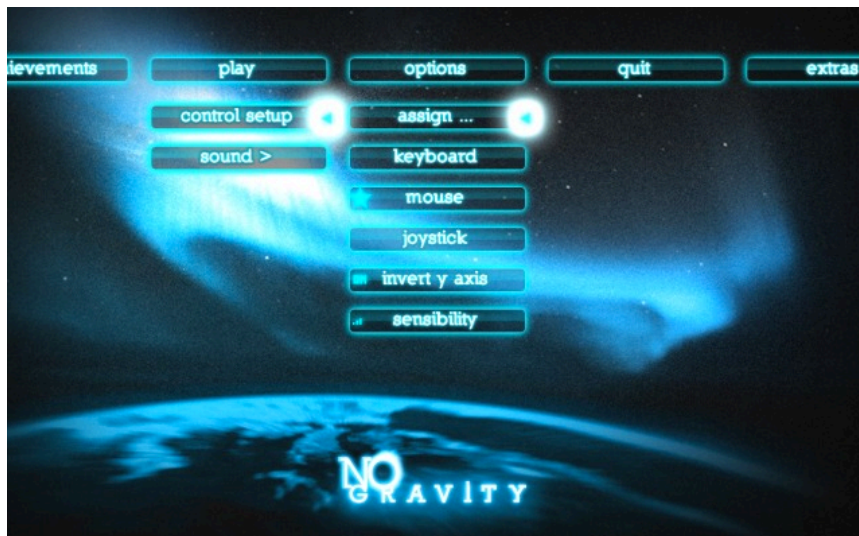 ievements play options quit extras
control setup assign ...
sound > keyboard
mouse
joystick
invert y axis
sensibility
NO
GRAVITY